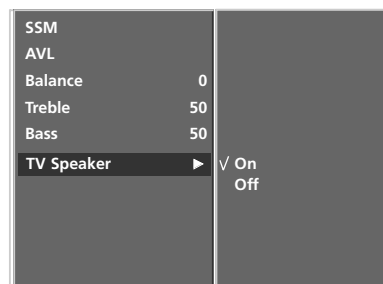 SSM
AVL
Balance 0
Treble 50
Bass 50
TV Speaker ► √ On
Off